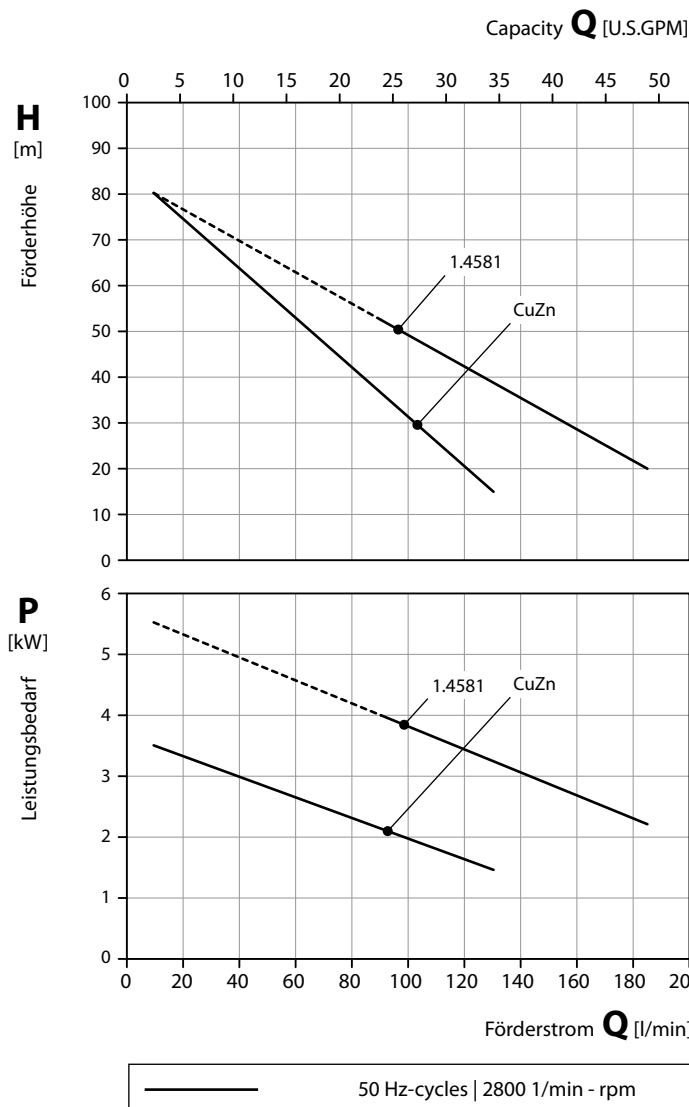 Capacity Q [U.S.GPM]
0 5 10 15 20 25 30 35 40 45 50
H
[m]
Förderhöhe
100
90
80
70
60
50
40
30
20
10
0
1.4581
CuZn
P
[kW]
Leistungsbedarf
6
5
4
3
2
1
0
1.4581
CuZn
0 20 40 60 80 100 120 140 160 180 20
Förderstrom Q [l/min]
50 Hz-cycles | 2800 1/min - rpm